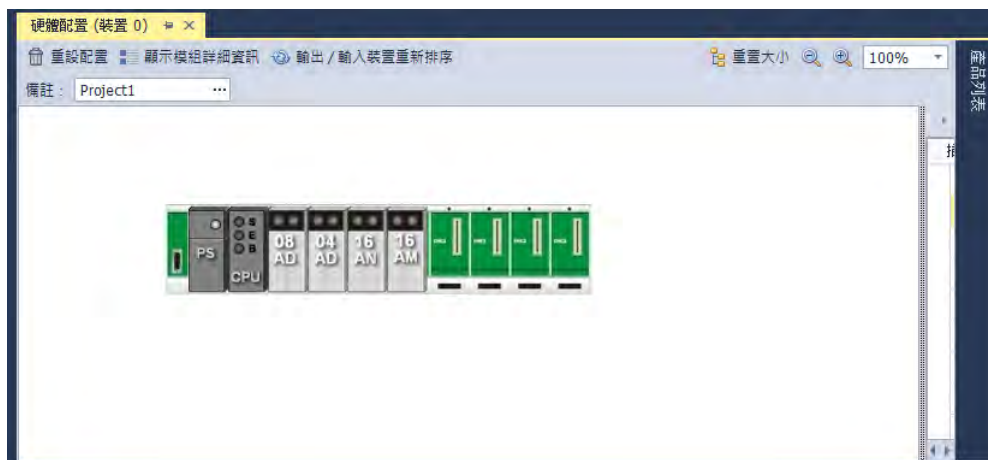 硬體配置 (裝置 0)
重設配置 顯示模組詳細資訊 輸出 / 輸入裝置重新排序 重置大小 100%
備註 : Project1 ...
產品列表
PS
S
E
B
CPU
08
AD
04
AD
16
AN
16
AM